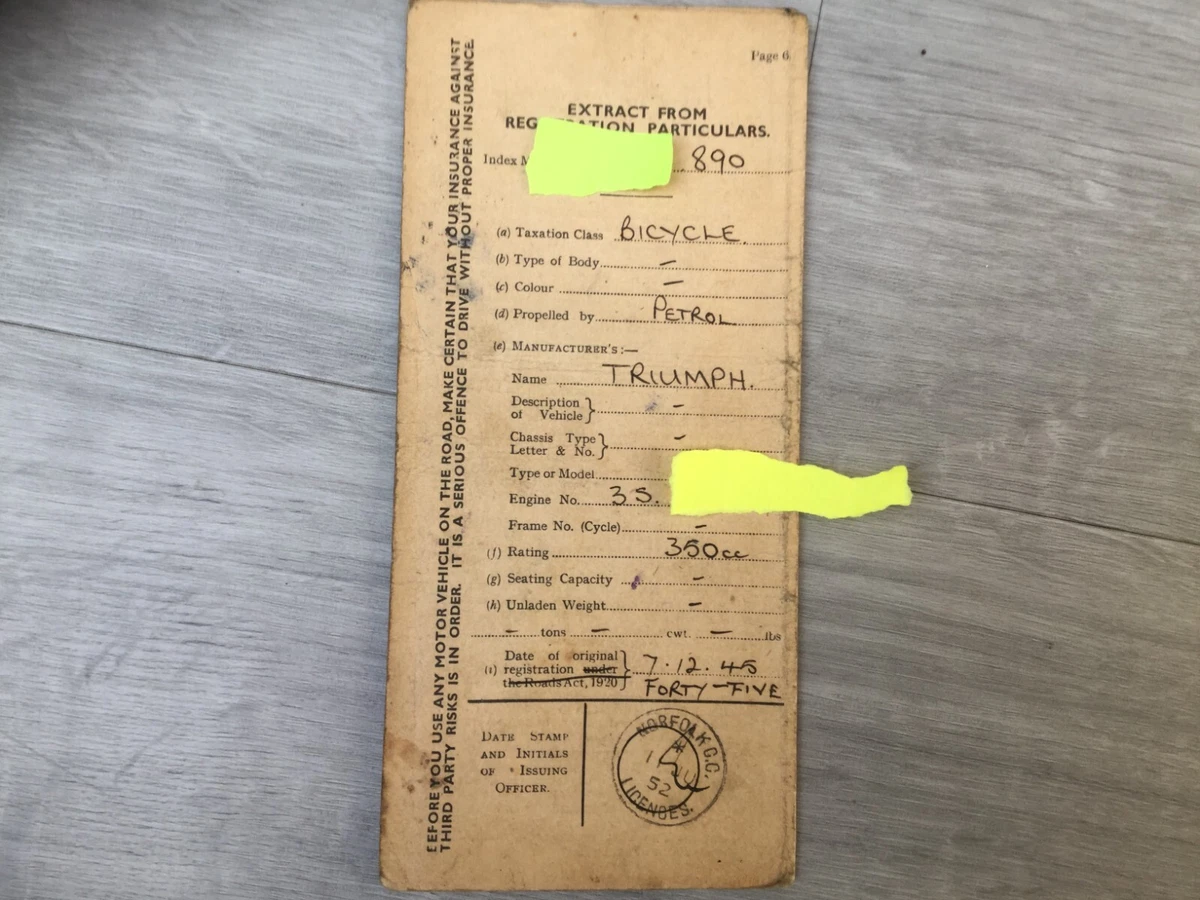 Page 6
EXTRACT FROM
REGISTRATION PARTICULARS.
Index M 890
(a) Taxation Class BICYCLE.
(b) Type of Body –
(c) Colour –
(d) Propelled by PETROL
(e) MANUFACTURER'S:—
Name TRIUMPH.
Description
of Vehicle } –
Chassis Type
Letter & No. } –
Type or Model
Engine No. 3S.
Frame No. (Cycle) –
(f) Rating 350cc
(g) Seating Capacity –
(h) Unladen Weight –
– tons – cwt. – lbs
Date of original
(i) registration under } 7.12.45
the Roads Act, 1920 FORTY-FIVE
DATE STAMP
AND INITIALS
OF ISSUING
OFFICER.
NORFOLK C.C.
52
LICENCES.
BEFORE YOU USE ANY MOTOR VEHICLE ON THE ROAD, MAKE CERTAIN THAT YOUR INSURANCE AGAINST
THIRD PARTY RISKS IS IN ORDER. IT IS A SERIOUS OFFENCE TO DRIVE WITHOUT PROPER INSURANCE.